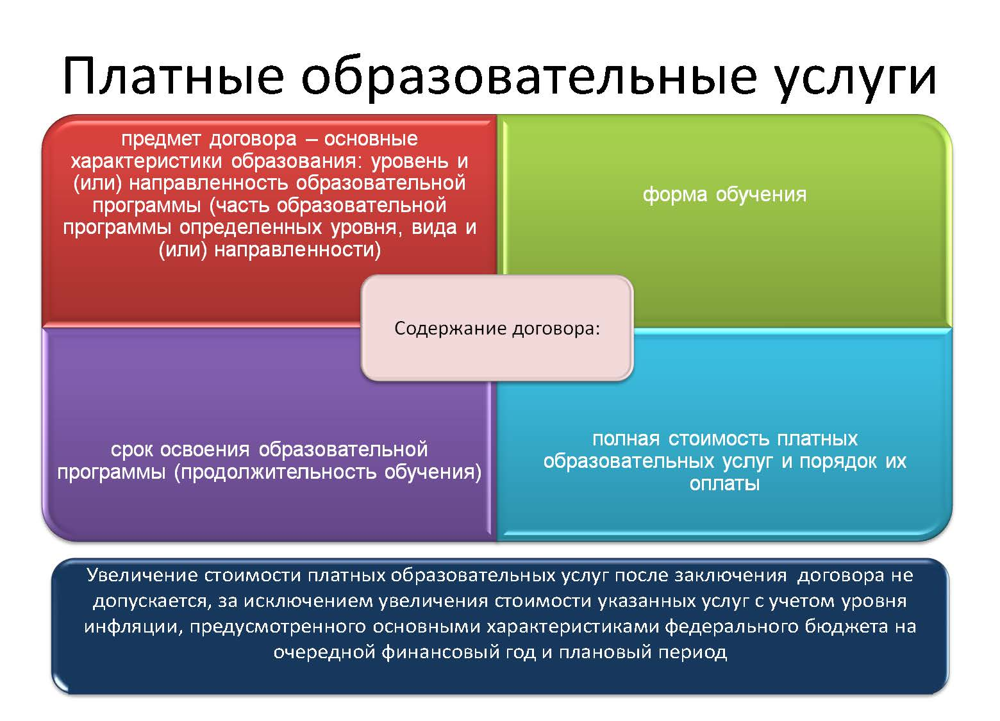 Платные образовательные услуги
предмет договора – основные
характеристики образования: уровень и
(или) направленность образовательной
программы (часть образовательной
программы определенных уровня, вида и
(или) направленности)
форма обучения
Содержание договора:
срок освоения образовательной
программы (продолжительность обучения)
полная стоимость платных
образовательных услуг и порядок их
оплаты
Увеличение стоимости платных образовательных услуг после заключения договора не
допускается, за исключением увеличения стоимости указанных услуг с учетом уровня
инфляции, предусмотренного основными характеристиками федерального бюджета на
очередной финансовый год и плановый период